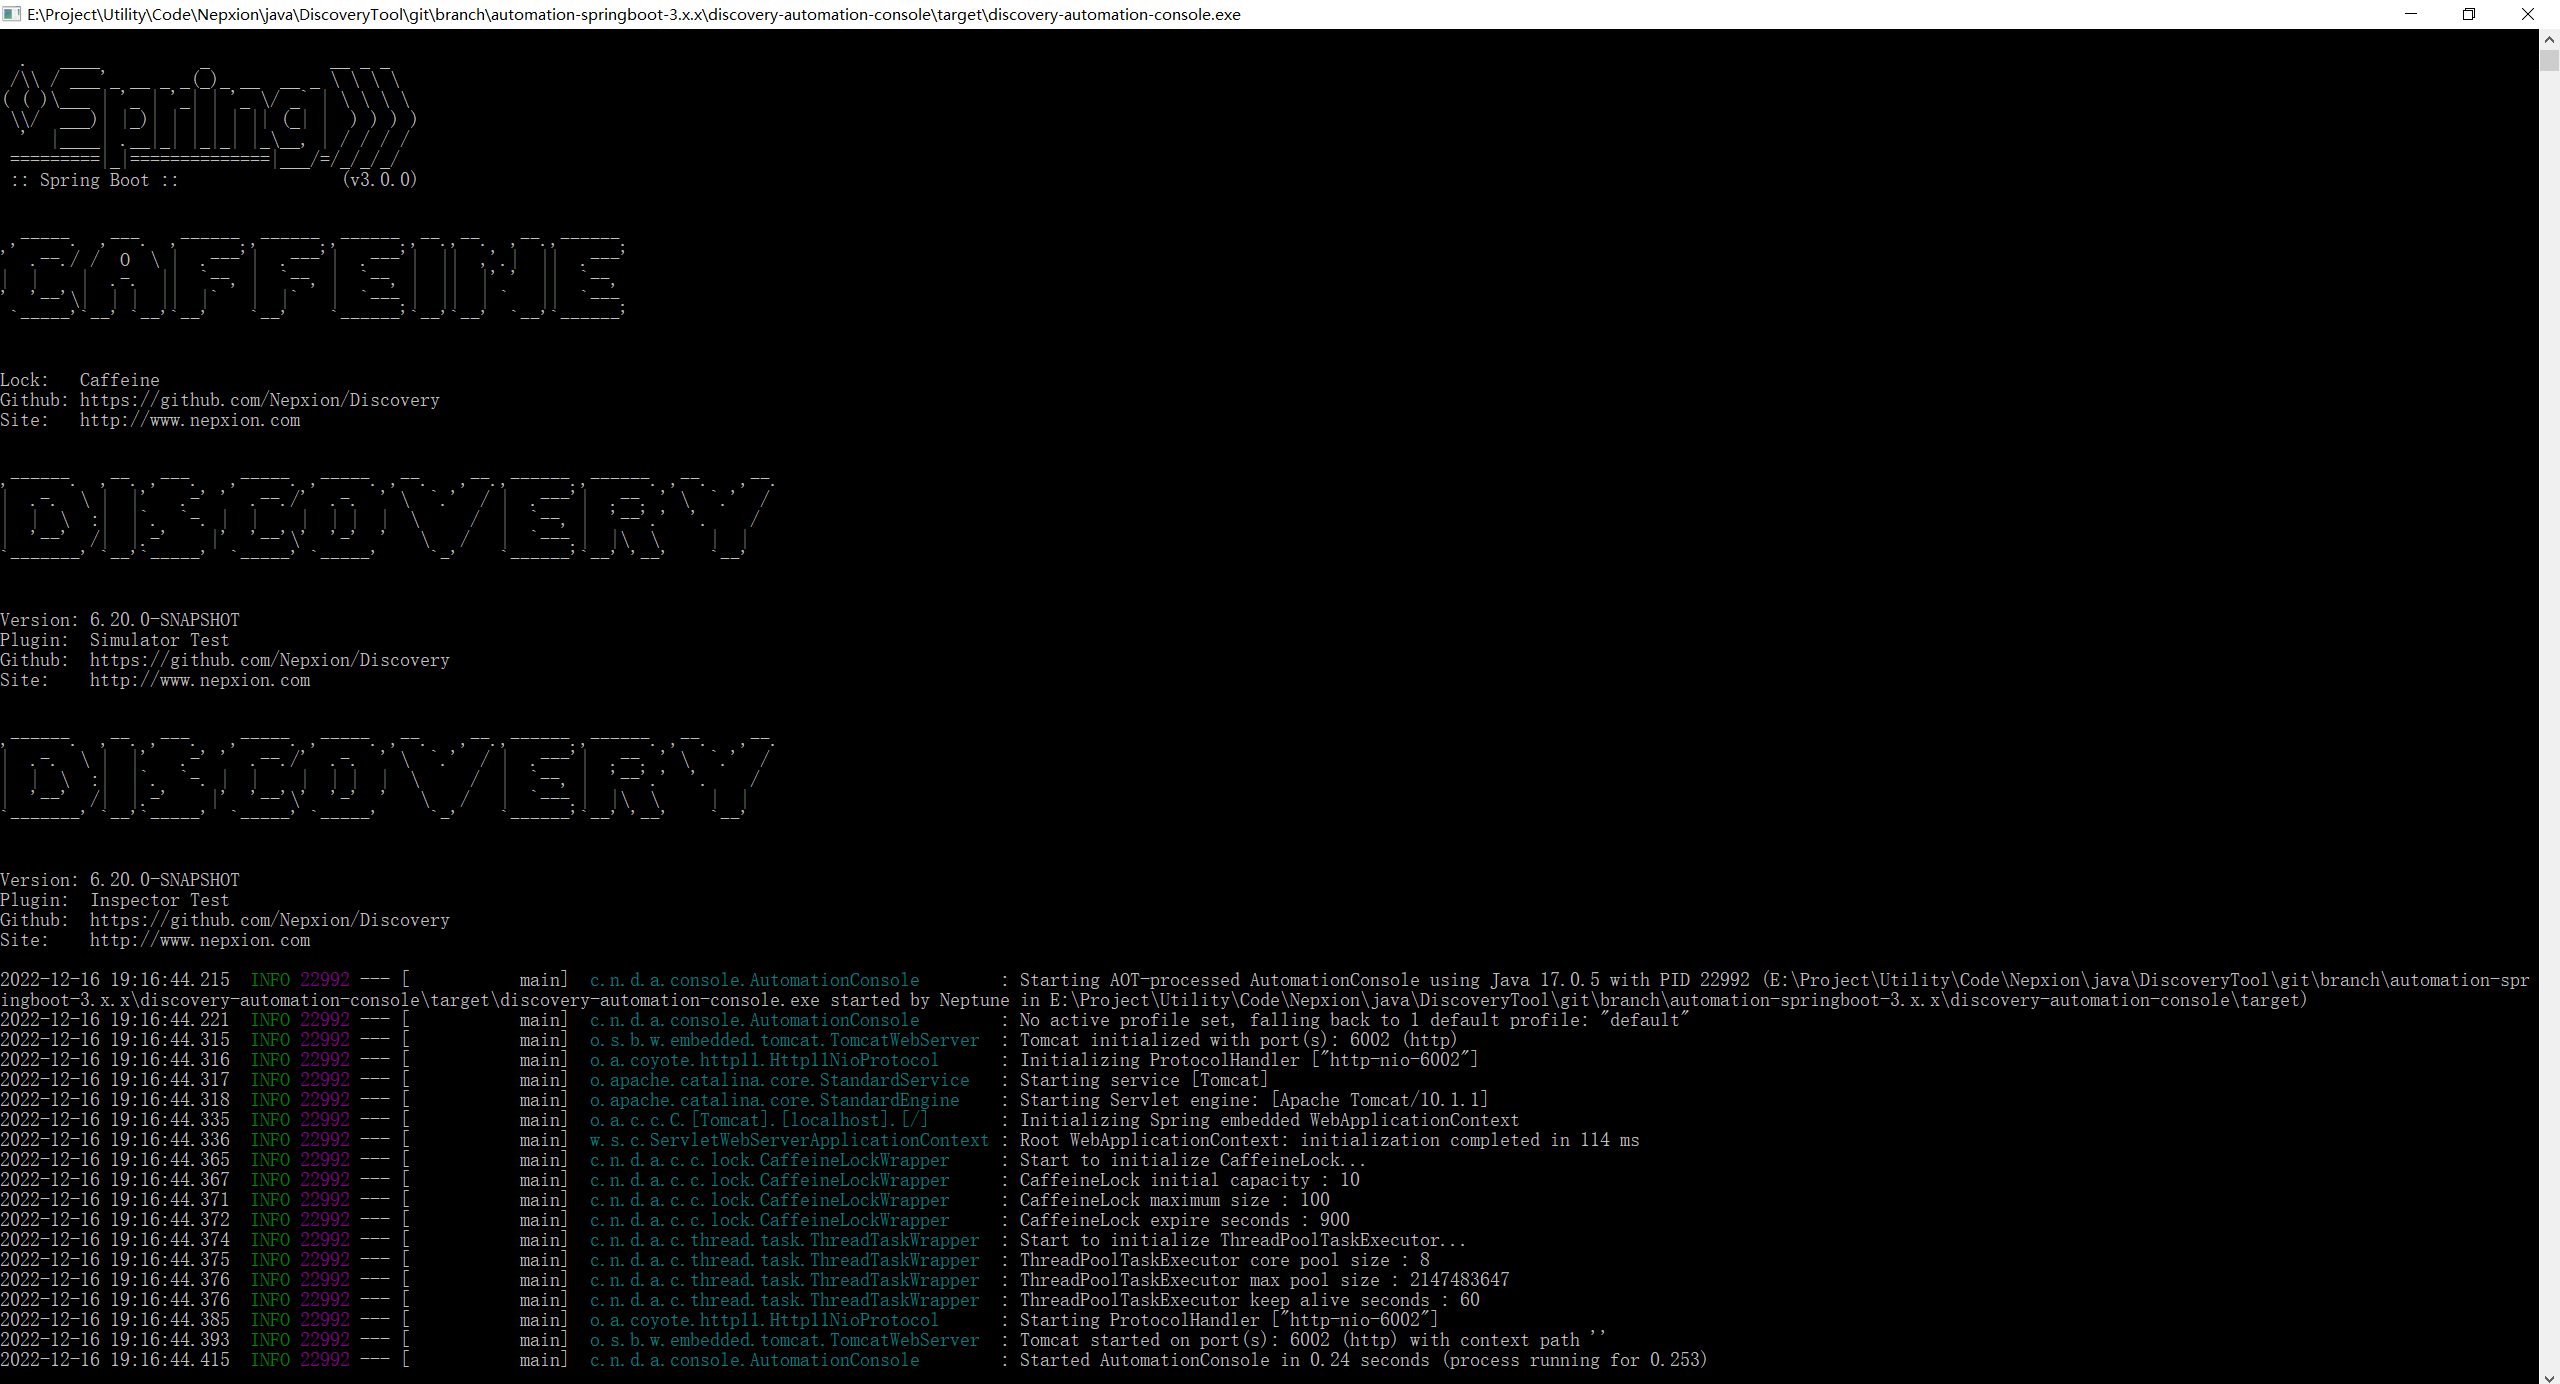 E:\Project\Utility\Code\Nepxion\java\DiscoveryTool\git\branch\automation-springboot-3.x.x\discovery-automation-console\target\discovery-automation-console.exe
Spring
:: Spring Boot :: (v3.0.0)
CAFFEINE
Lock: Caffeine
Github: https://github.com/Nepxion/Discovery
Site: http://www.nepxion.com
DISCOVERY
Version: 6.20.0-SNAPSHOT
Plugin: Simulator Test
Github: https://github.com/Nepxion/Discovery
Site: http://www.nepxion.com
DISCOVERY
Version: 6.20.0-SNAPSHOT
Plugin: Inspector Test
Github: https://github.com/Nepxion/Discovery
Site: http://www.nepxion.com
2022-12-16 19:16:44.215 INFO 22992 --- [ main] c.n.d.a.console.AutomationConsole : Starting AOT-processed AutomationConsole using Java 17.0.5 with PID 22992 (E:\Project\Utility\Code\Nepxion\java\DiscoveryTool\git\branch\automation-spr
ingboot-3.x.x\discovery-automation-console\target\discovery-automation-console.exe started by Neptune in E:\Project\Utility\Code\Nepxion\java\DiscoveryTool\git\branch\automation-springboot-3.x.x\discovery-automation-console\target)
2022-12-16 19:16:44.221 INFO 22992 --- [ main] c.n.d.a.console.AutomationConsole : No active profile set, falling back to 1 default profile: "default"
2022-12-16 19:16:44.315 INFO 22992 --- [ main] o.s.b.w.embedded.tomcat.TomcatWebServer : Tomcat initialized with port(s): 6002 (http)
2022-12-16 19:16:44.316 INFO 22992 --- [ main] o.a.coyote.http11.Http11NioProtocol : Initializing ProtocolHandler ["http-nio-6002"]
2022-12-16 19:16:44.317 INFO 22992 --- [ main] o.apache.catalina.core.StandardService : Starting service [Tomcat]
2022-12-16 19:16:44.318 INFO 22992 --- [ main] o.apache.catalina.core.StandardEngine : Starting Servlet engine: [Apache Tomcat/10.1.1]
2022-12-16 19:16:44.335 INFO 22992 --- [ main] o.a.c.c.C.[Tomcat].[localhost].[/] : Initializing Spring embedded WebApplicationContext
2022-12-16 19:16:44.336 INFO 22992 --- [ main] w.s.c.ServletWebServerApplicationContext : Root WebApplicationContext: initialization completed in 114 ms
2022-12-16 19:16:44.365 INFO 22992 --- [ main] c.n.d.a.c.c.lock.CaffeineLockWrapper : Start to initialize CaffeineLock...
2022-12-16 19:16:44.367 INFO 22992 --- [ main] c.n.d.a.c.c.lock.CaffeineLockWrapper : CaffeineLock initial capacity : 10
2022-12-16 19:16:44.371 INFO 22992 --- [ main] c.n.d.a.c.c.lock.CaffeineLockWrapper : CaffeineLock maximum size : 100
2022-12-16 19:16:44.372 INFO 22992 --- [ main] c.n.d.a.c.c.lock.CaffeineLockWrapper : CaffeineLock expire seconds : 900
2022-12-16 19:16:44.374 INFO 22992 --- [ main] c.n.d.a.c.thread.task.ThreadTaskWrapper : Start to initialize ThreadPoolTaskExecutor...
2022-12-16 19:16:44.375 INFO 22992 --- [ main] c.n.d.a.c.thread.task.ThreadTaskWrapper : ThreadPoolTaskExecutor core pool size : 8
2022-12-16 19:16:44.376 INFO 22992 --- [ main] c.n.d.a.c.thread.task.ThreadTaskWrapper : ThreadPoolTaskExecutor max pool size : 2147483647
2022-12-16 19:16:44.376 INFO 22992 --- [ main] c.n.d.a.c.thread.task.ThreadTaskWrapper : ThreadPoolTaskExecutor keep alive seconds : 60
2022-12-16 19:16:44.385 INFO 22992 --- [ main] o.a.coyote.http11.Http11NioProtocol : Starting ProtocolHandler ["http-nio-6002"]
2022-12-16 19:16:44.393 INFO 22992 --- [ main] o.s.b.w.embedded.tomcat.TomcatWebServer : Tomcat started on port(s): 6002 (http) with context path ''
2022-12-16 19:16:44.415 INFO 22992 --- [ main] c.n.d.a.console.AutomationConsole : Started AutomationConsole in 0.24 seconds (process running for 0.253)